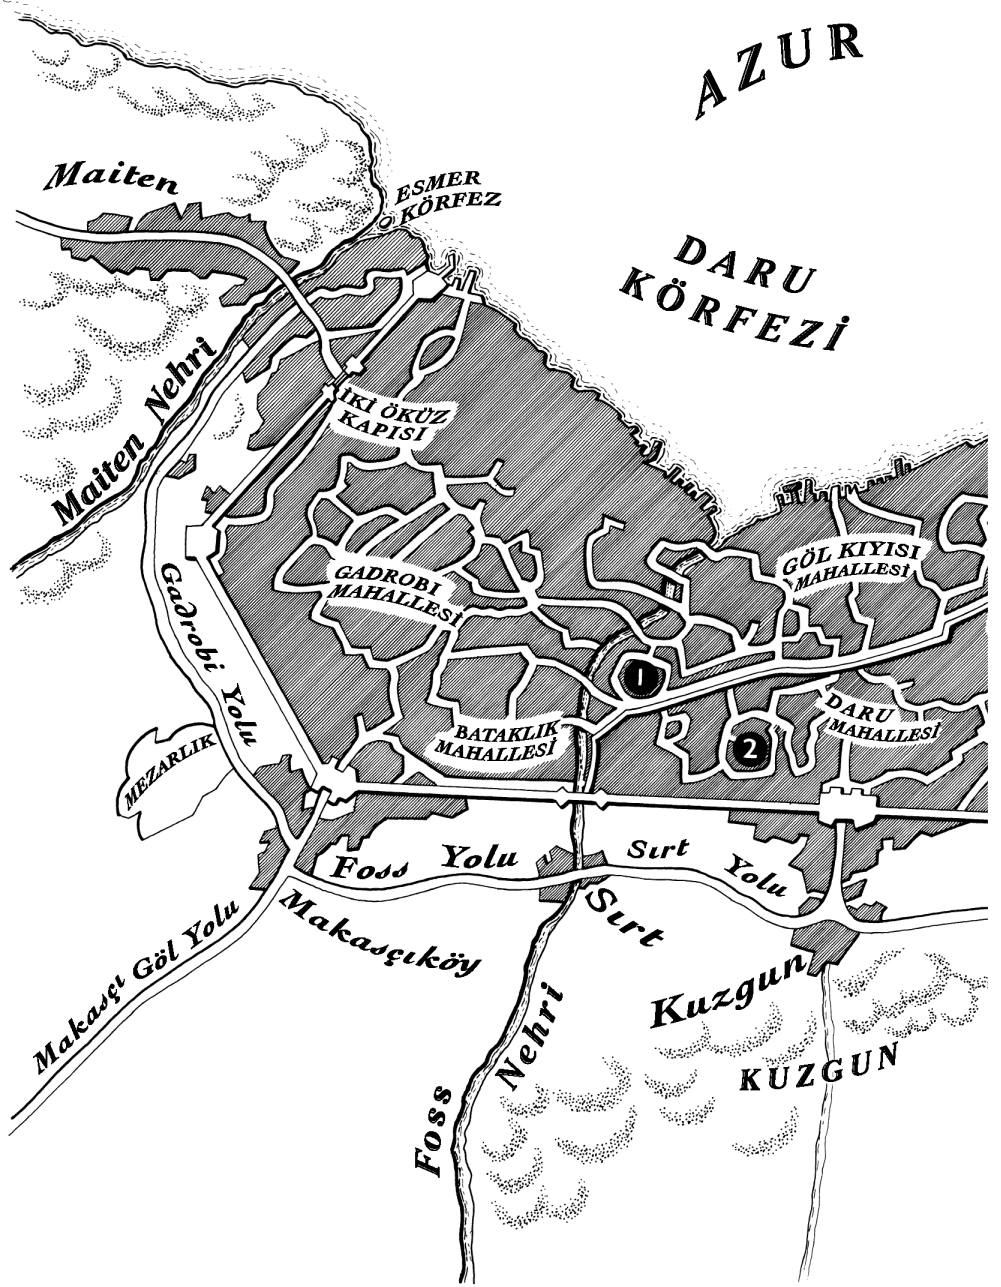 AZUR
Maiten
ESMER
KÖRFEZ
DARU
KÖRFEZİ
Maiten Nehri
İKİ ÖKÜZ
KAPISI
GÖL KIYISI
MAHALLESİ
GADROBI
MAHALLESİ
Gadrobi Yolu
1
DARU
MAHALLESİ
BATAKLIK
MAHALLESİ
2
MEZARLIK
Foss Yolu
Sırt Yolu
Makasçıköy
Sırt
Makasçı Göl Yolu
Kuzgun
Foss Nehri
KUZGUN